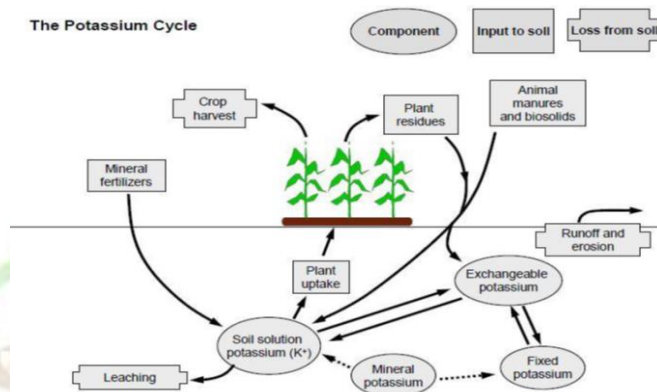 The Potassium Cycle
Component
Input to soil
Loss from soil
Crop
harvest
Plant
residues
Animal
manures
and biosolids
Mineral
fertilizers
Runoff and
erosion
Plant
uptake
Exchangeable
potassium
Soil solution
potassium (K⁺)
Leaching
Mineral
potassium
Fixed
potassium